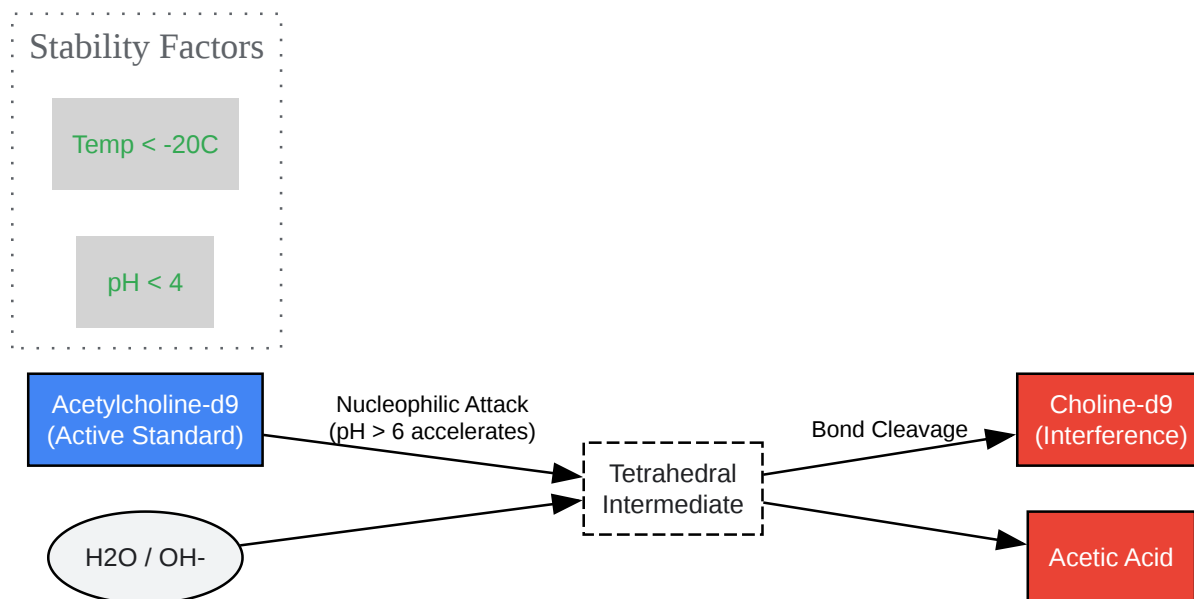 Stability Factors
Temp < -20C
pH < 4
Acetylcholine-d9
(Active Standard)
Nucleophilic Attack
(pH > 6 accelerates)
H2O / OH-
Tetrahedral
Intermediate
Bond Cleavage
Choline-d9
(Interference)
Acetic Acid